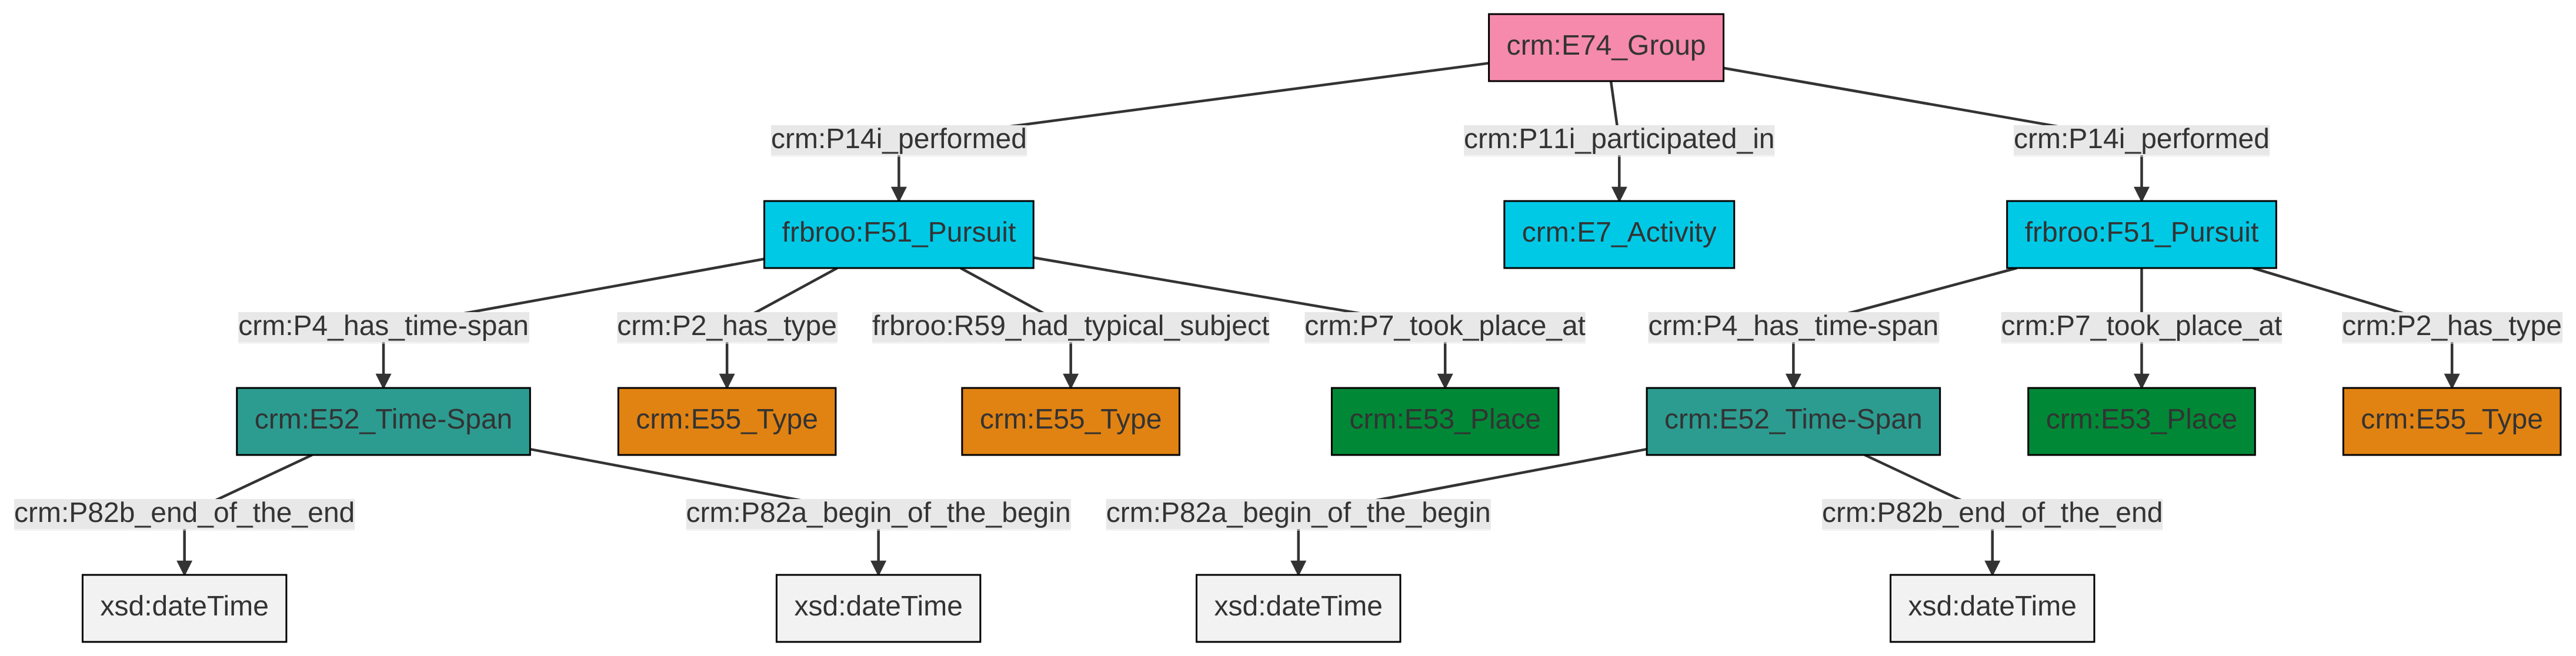 crm:E74_Group
crm:P14i_performed
crm:P11i_participated_in
crm:P14i_performed
frbroo:F51_Pursuit
crm:E7_Activity
frbroo:F51_Pursuit
crm:P4_has_time-span
crm:P2_has_type
frbroo:R59_had_typical_subject
crm:P7_took_place_at
crm:P4_has_time-span
crm:P7_took_place_at
crm:P2_has_type
crm:E52_Time-Span
crm:E55_Type
crm:E55_Type
crm:E53_Place
crm:E52_Time-Span
crm:E53_Place
crm:E55_Type
crm:P82b_end_of_the_end
crm:P82a_begin_of_the_begin
crm:P82a_begin_of_the_begin
crm:P82b_end_of_the_end
xsd:dateTime
xsd:dateTime
xsd:dateTime
xsd:dateTime